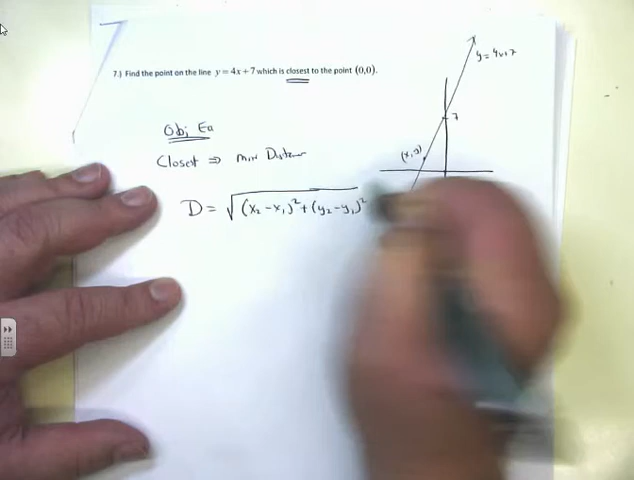 7.) Find the point on the line y = 4x + 7 which is closest to the point (0,0).
y = 4x+7
7
Obj Eq
(x, y)
Closest ⇒ min Distance
D = √(x₂ - x₁)² + (y₂ - y₁)²